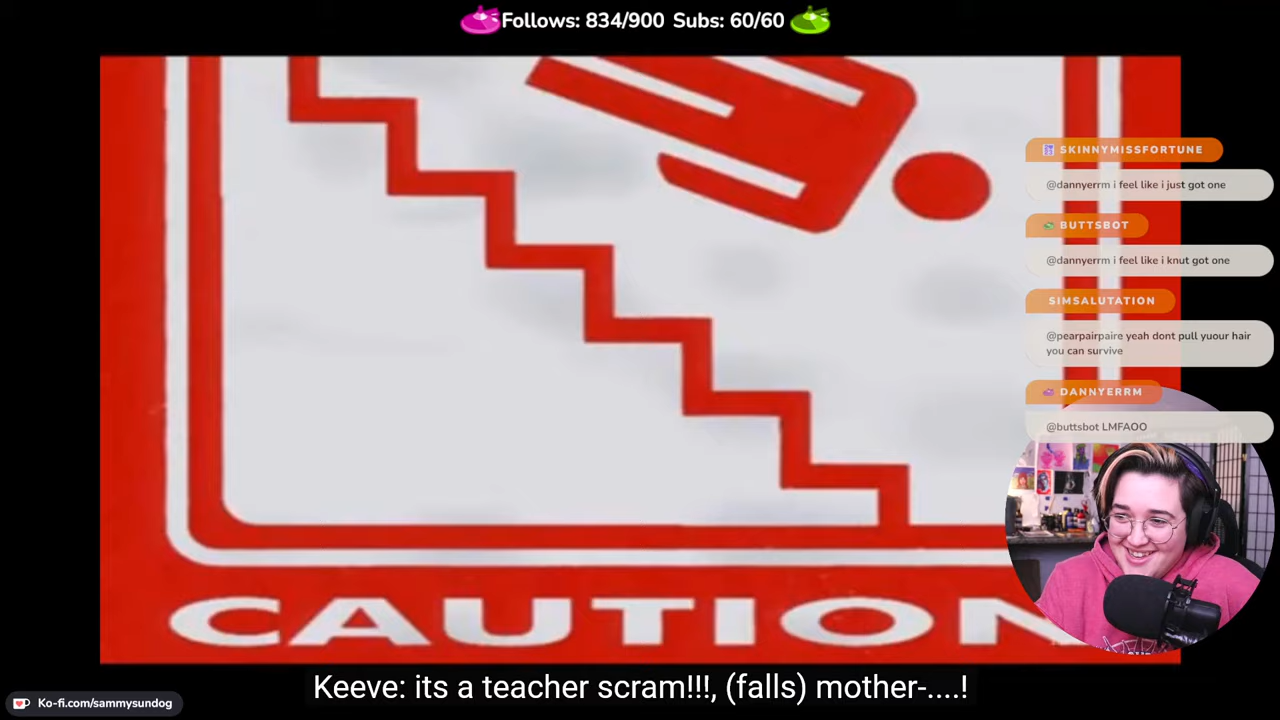 Follows: 834/900 Subs: 60/60
SKINNYMISSFORTUNE
@dannyerrm i feel like i just got one
BUTTSBOT
@dannyerrm i feel like i knut got one
SIMSALUTATION
@pearpairpaire yeah dont pull yuour hair
you can survive
DANNYERRM
@buttsbot LMFAOO
CAUTION
Keeve: its a teacher scram!!!, (falls) mother-....!
Ko-fi.com/sammysundog